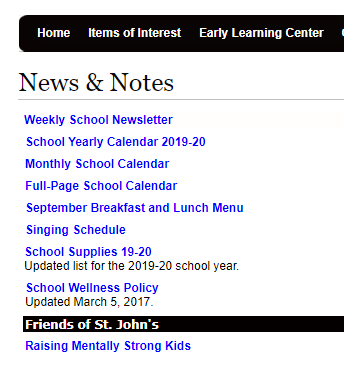 Home Items of Interest Early Learning Center
News & Notes
Weekly School Newsletter
School Yearly Calendar 2019-20
Monthly School Calendar
Full-Page School Calendar
September Breakfast and Lunch Menu
Singing Schedule
School Supplies 19-20
Updated list for the 2019-20 school year.
School Wellness Policy
Updated March 5, 2017.
Friends of St. John's
Raising Mentally Strong Kids